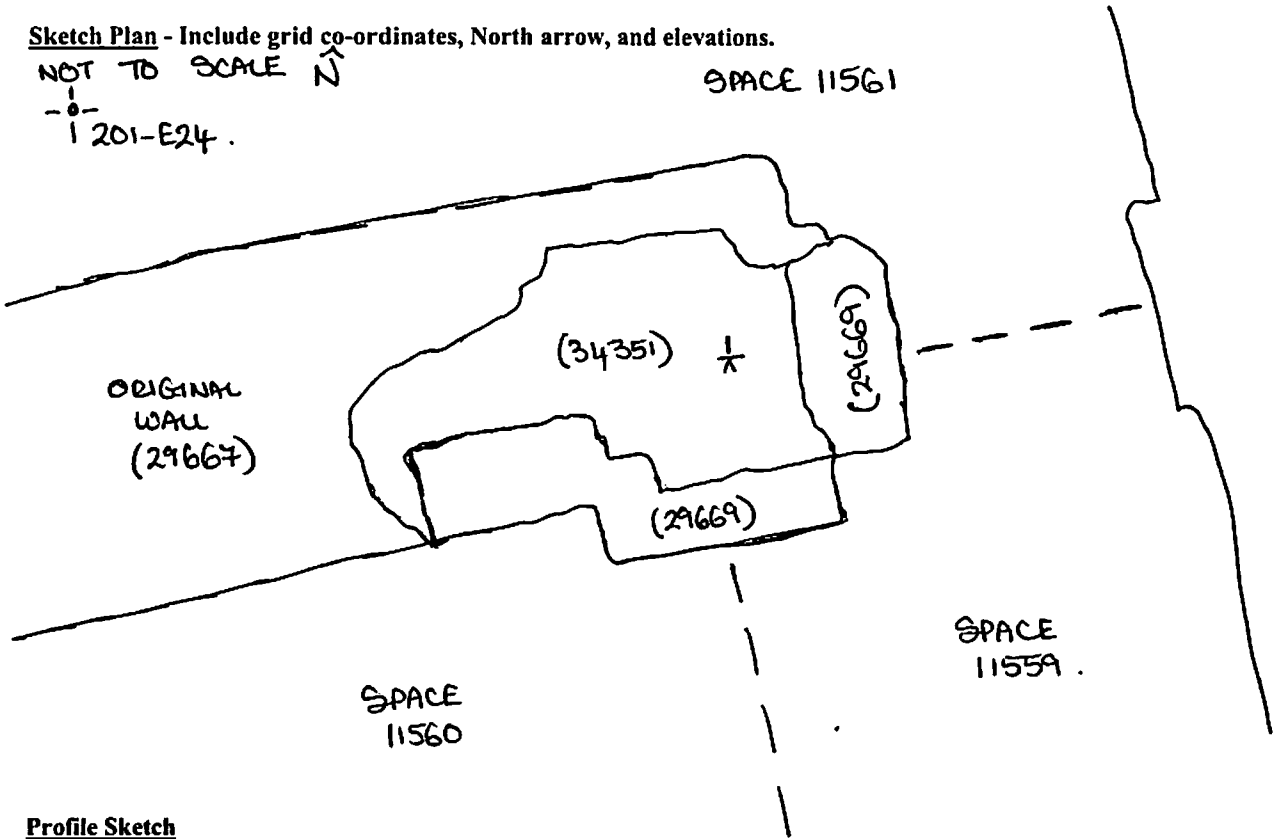 Sketch Plan - Include grid co-ordinates, North arrow, and elevations.
NOT TO SCALE N
201-E24.
SPACE 11561
(34351)
(29669)
ORIGINAL
WALL
(29667)
(29669)
SPACE
11559.
SPACE
11560
Profile Sketch